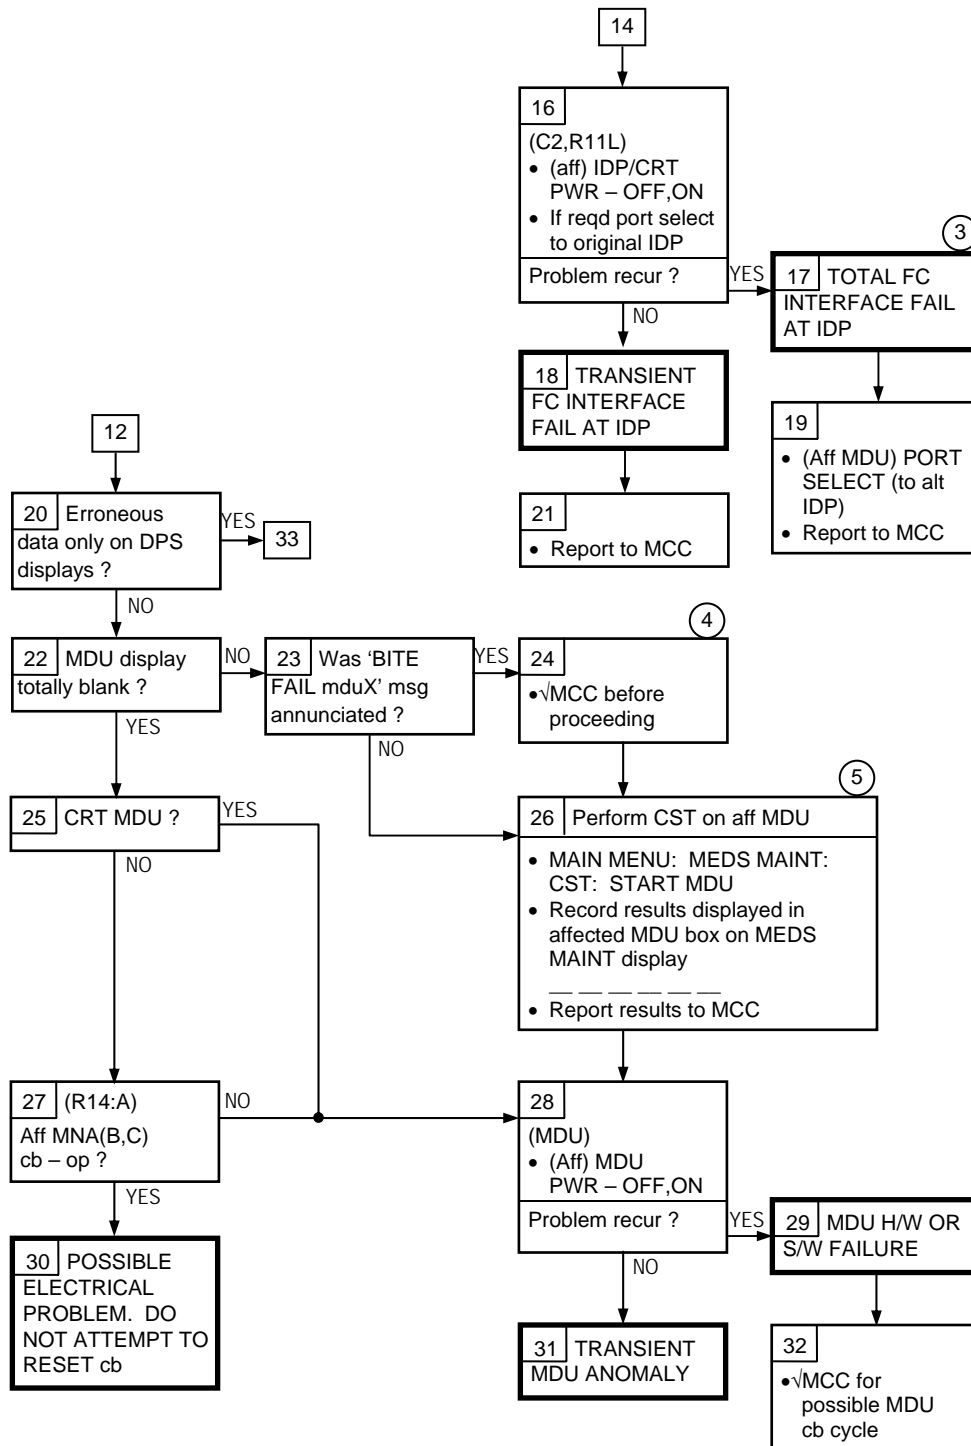 14
16
(C2,R11L)
• (aff) IDP/CRT
PWR – OFF,ON
• If reqd port select
to original IDP
Problem recur ?
YES
NO
3
17 TOTAL FC
INTERFACE FAIL
AT IDP
18 TRANSIENT
FC INTERFACE
FAIL AT IDP
19
• (Aff MDU) PORT
SELECT (to alt
IDP)
• Report to MCC
21
• Report to MCC
12
20 Erroneous
data only on DPS
displays ?
YES
33
NO
22 MDU display
totally blank ?
NO
YES
23 Was ‘BITE
FAIL mduX’ msg
annunciated ?
YES
NO
4
24
•√MCC before
proceeding
25 CRT MDU ?
YES
NO
5
26 Perform CST on aff MDU
• MAIN MENU: MEDS MAINT:
CST: START MDU
• Record results displayed in
affected MDU box on MEDS
MAINT display
__ __ __ __ __ __
• Report results to MCC
27 (R14:A)
Aff MNA(B,C)
cb – op ?
NO
YES
28
(MDU)
• (Aff) MDU
PWR – OFF,ON
Problem recur ?
YES
NO
29 MDU H/W OR
S/W FAILURE
30 POSSIBLE
ELECTRICAL
PROBLEM. DO
NOT ATTEMPT TO
RESET cb
31 TRANSIENT
MDU ANOMALY
32
•√MCC for
possible MDU
cb cycle